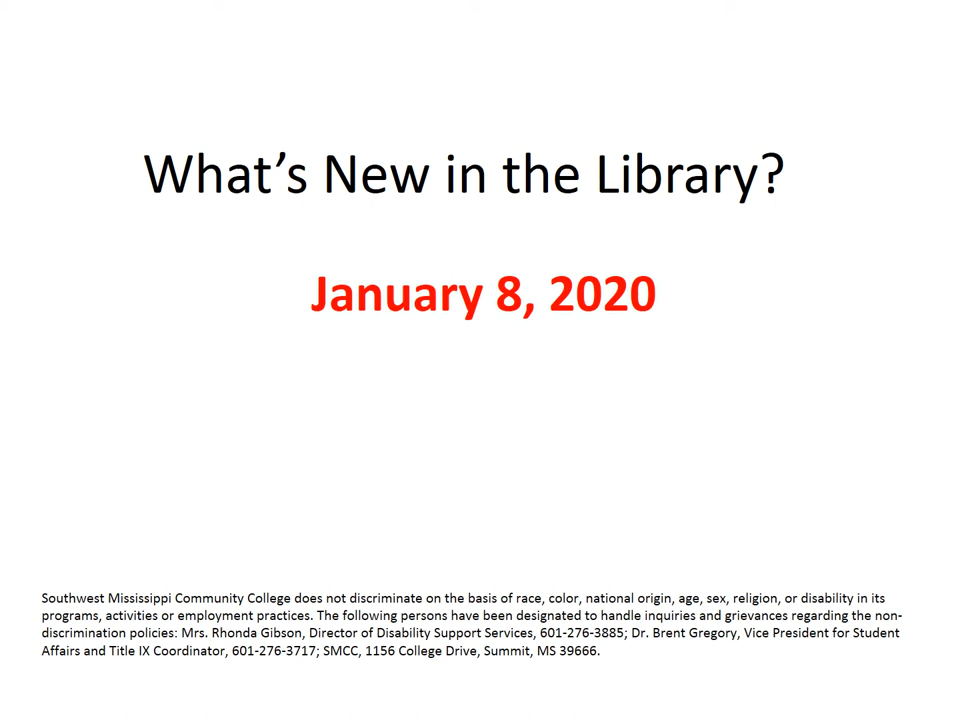 What's New in the Library?
January 8, 2020
Southwest Mississippi Community College does not discriminate on the basis of race, color, national origin, age, sex, religion, or disability in its
programs, activities or employment practices. The following persons have been designated to handle inquiries and grievances regarding the non-
discrimination policies: Mrs. Rhonda Gibson, Director of Disability Support Services, 601-276-3885; Dr. Brent Gregory, Vice President for Student
Affairs and Title IX Coordinator, 601-276-3717; SMCC, 1156 College Drive, Summit, MS 39666.